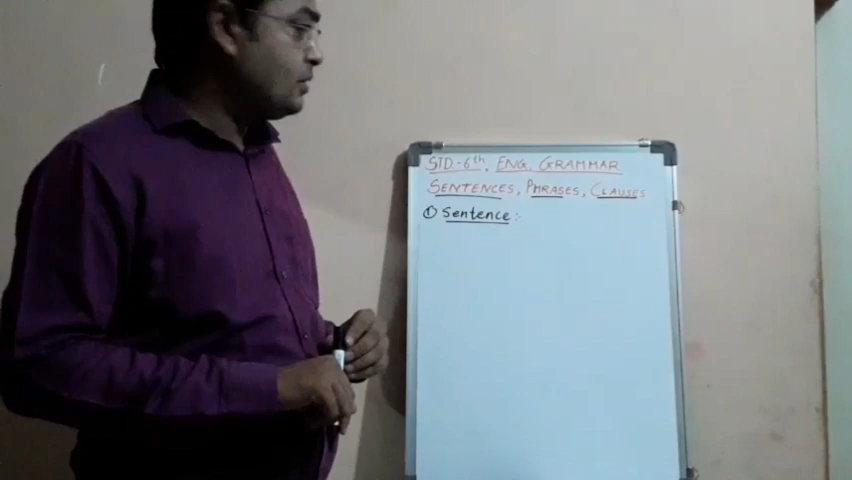 STD.-6th, ENG. GRAMMAR
SENTENCES, PHRASES, CLAUSES
① Sentence:-